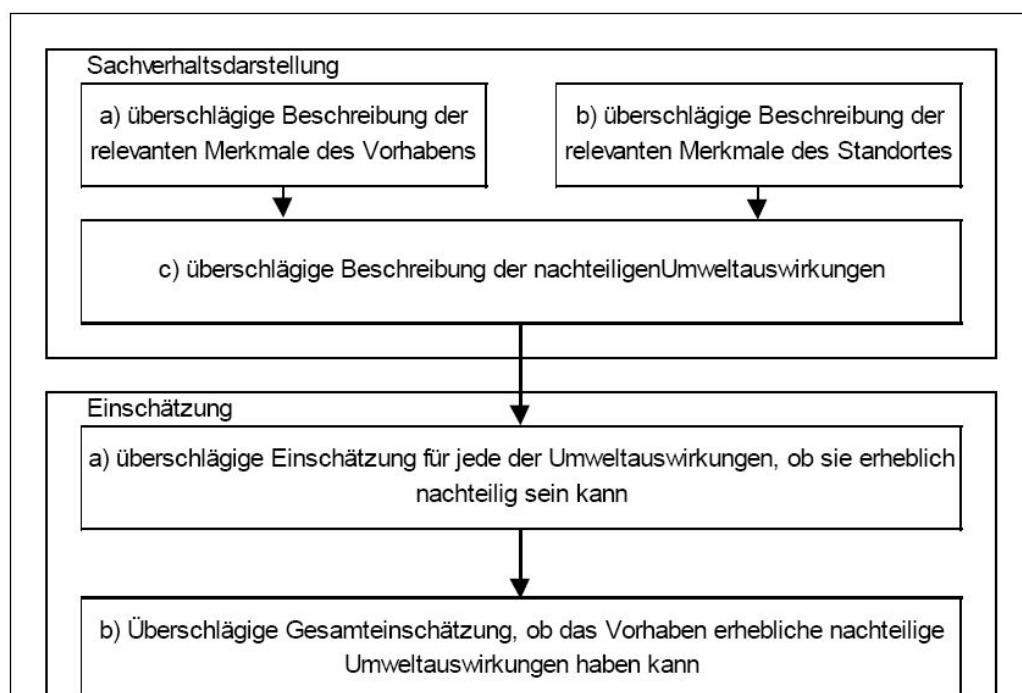 Sachverhaltsdarstellung
a) überschlägige Beschreibung der
relevanten Merkmale des Vorhabens
b) überschlägige Beschreibung der
relevanten Merkmale des Standortes
c) überschlägige Beschreibung der nachteiligenUmweltauswirkungen
Einschätzung
a) überschlägige Einschätzung für jede der Umweltauswirkungen, ob sie erheblich
nachteilig sein kann
b) Überschlägige Gesamteinschätzung, ob das Vorhaben erhebliche nachteilige
Umweltauswirkungen haben kann